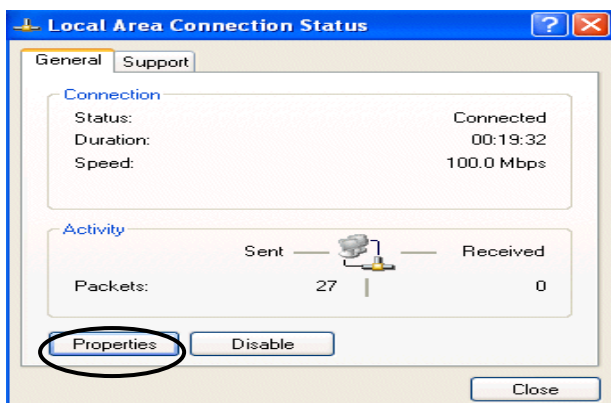 Local Area Connection Status
General Support
Connection
Status: Connected
Duration: 00:19:32
Speed: 100.0 Mbps
Activity
Sent Received
Packets: 27 0
Properties Disable
Close